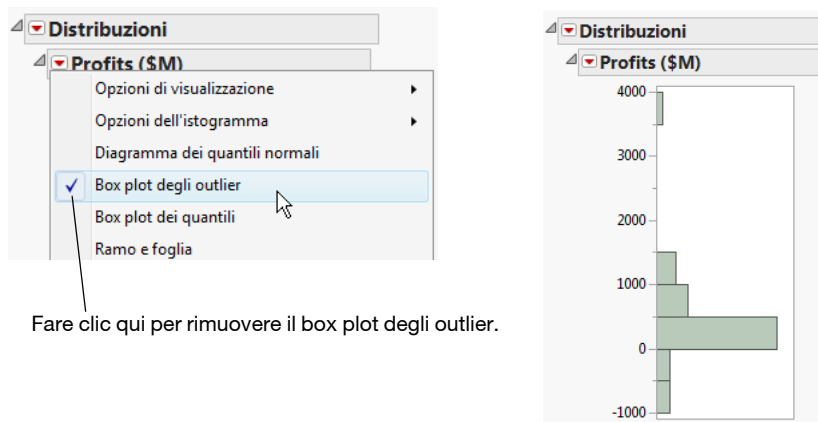 Distribuzioni
Profits ($M)
Opzioni di visualizzazione
Opzioni dell'istogramma
Diagramma dei quantili normali
Box plot degli outlier
Box plot dei quantili
Ramo e foglia
Fare clic qui per rimuovere il box plot degli outlier.
Distribuzioni
Profits ($M)
4000
3000
2000
1000
0
-1000